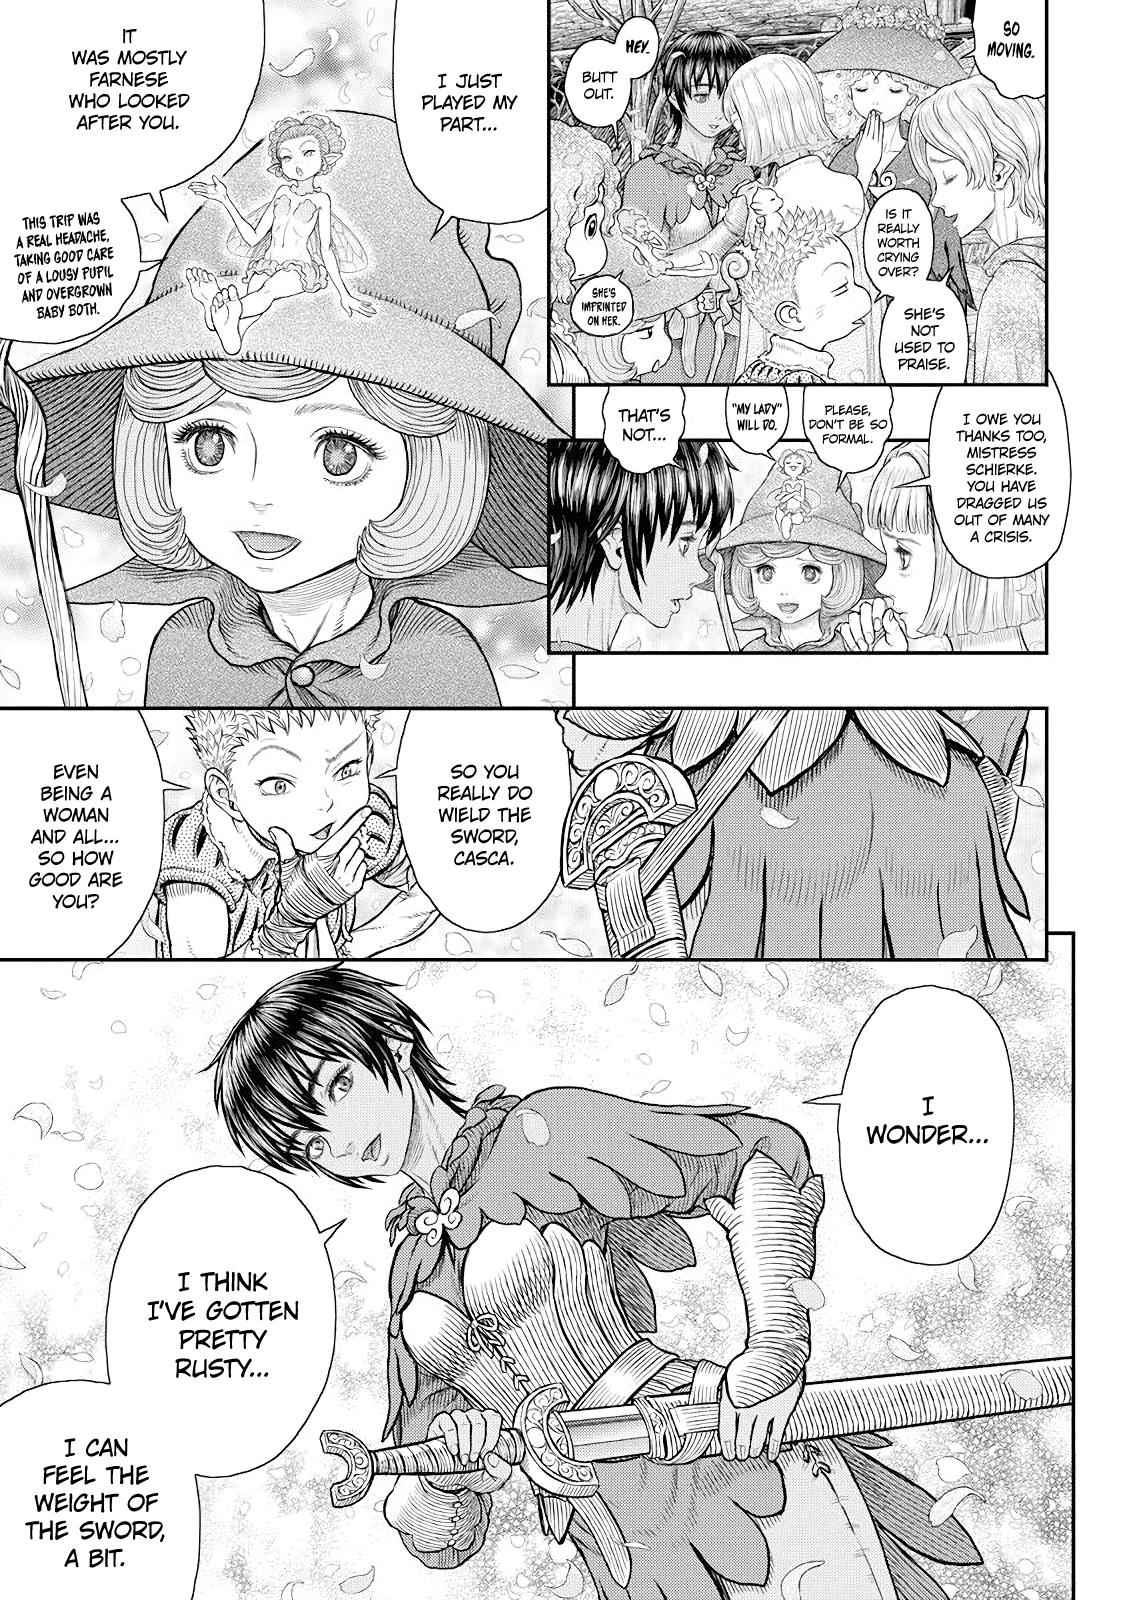 SO
MOVING.
HEY.
BUTT
OUT.
IS IT
REALLY
WORTH
CRYING
OVER?
SHE'S
NOT
USED TO
PRAISE.
SHE'S
IMPRINTED
ON HER.
I OWE YOU
THANKS TOO,
MISTRESS
SCHIERKE.
YOU HAVE
DRAGGED US
OUT OF MANY
A CRISIS.
PLEASE,
DON'T BE SO
FORMAL.
"MY LADY"
WILL DO.
THAT'S
NOT...
I JUST
PLAYED MY
PART...
IT
WAS MOSTLY
FARNESE
WHO LOOKED
AFTER YOU.
THIS TRIP WAS
A REAL HEADACHE,
TAKING GOOD CARE
OF A LOUSY PUPIL
AND OVERGROWN
BABY BOTH.
SO YOU
REALLY DO
WIELD THE
SWORD,
CASCA.
EVEN
BEING A
WOMAN
AND ALL...
SO HOW
GOOD ARE
YOU?
I
WONDER...
I THINK
I'VE GOTTEN
PRETTY
RUSTY...
I CAN
FEEL THE
WEIGHT OF
THE SWORD,
A BIT.